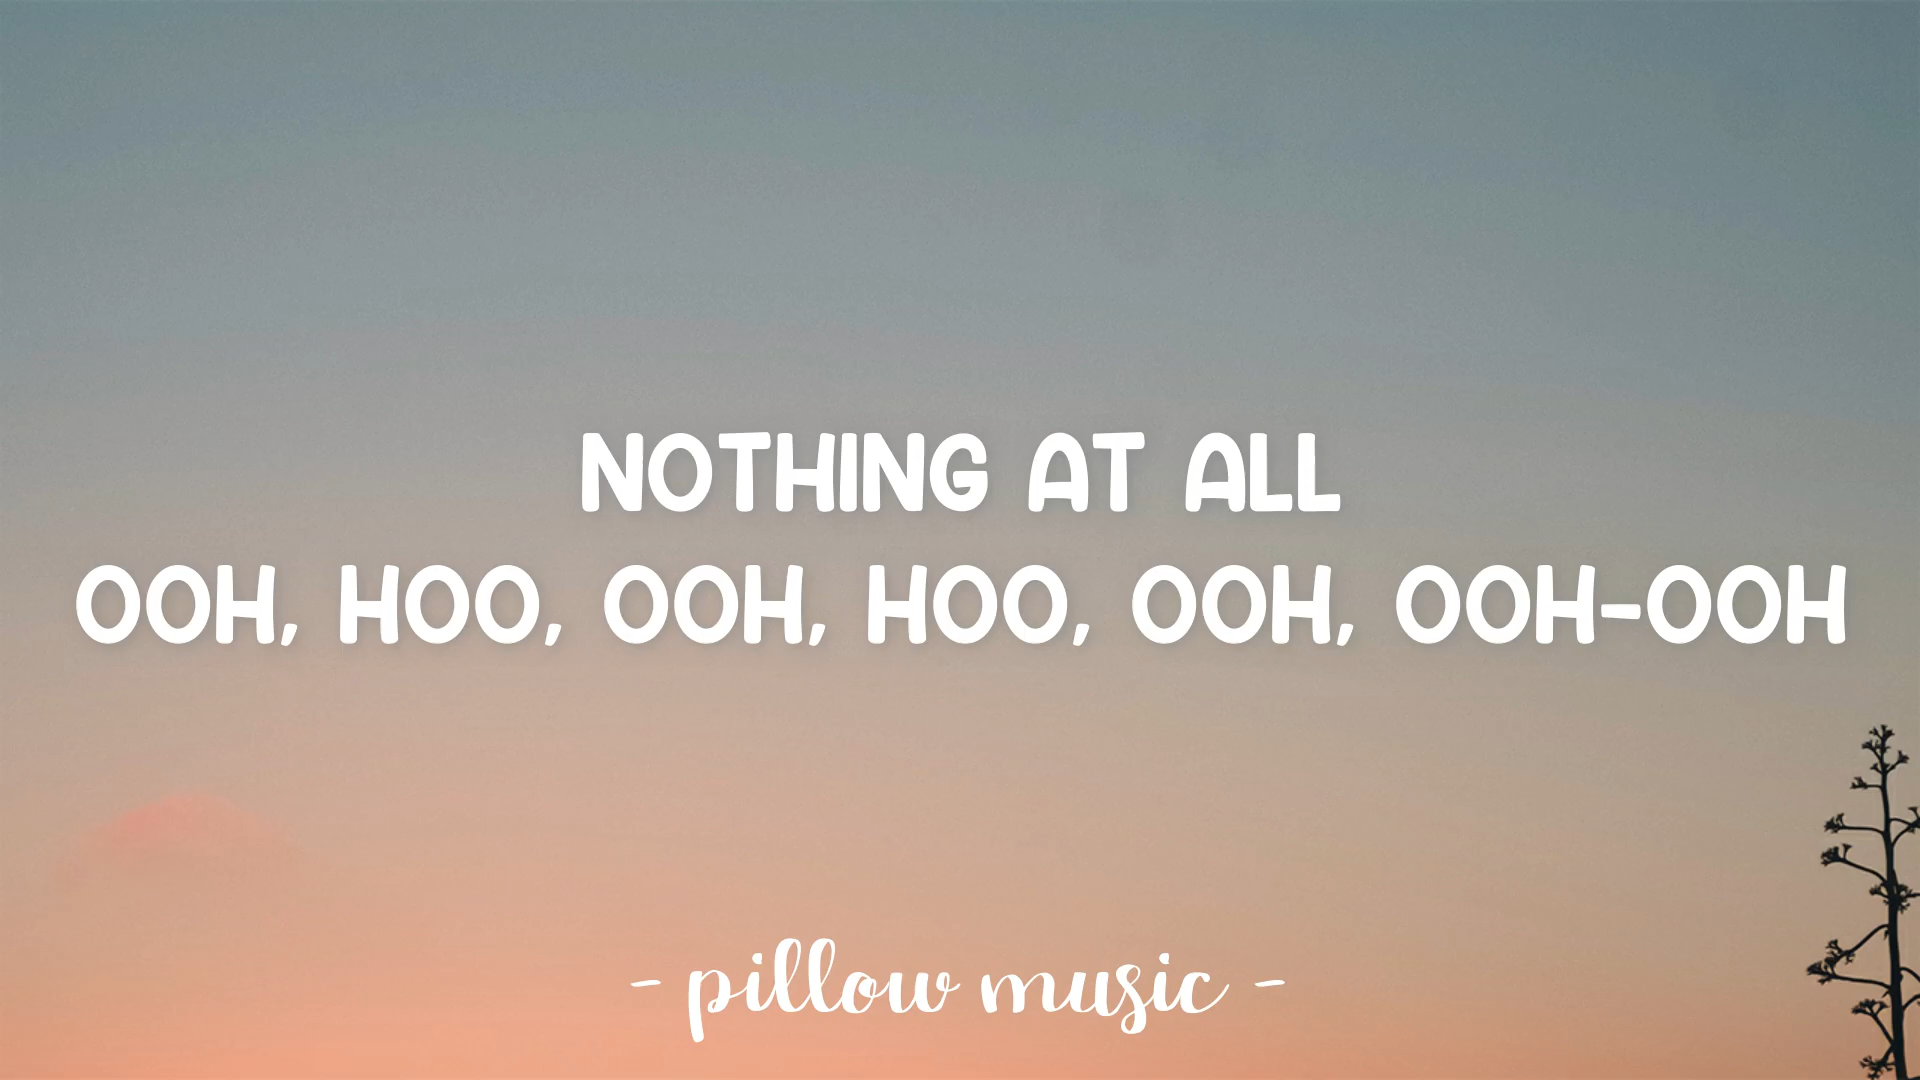 NOTHING AT ALL
OOH, HOO, OOH, HOO, OOH, OOH-OOH
- pillow music -